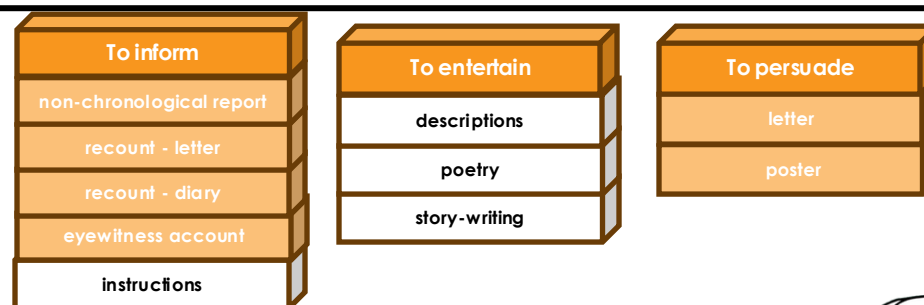 To inform
non-chronological report
recount - letter
recount - diary
eyewitness account
instructions
To entertain
descriptions
poetry
story-writing
To persuade
letter
poster